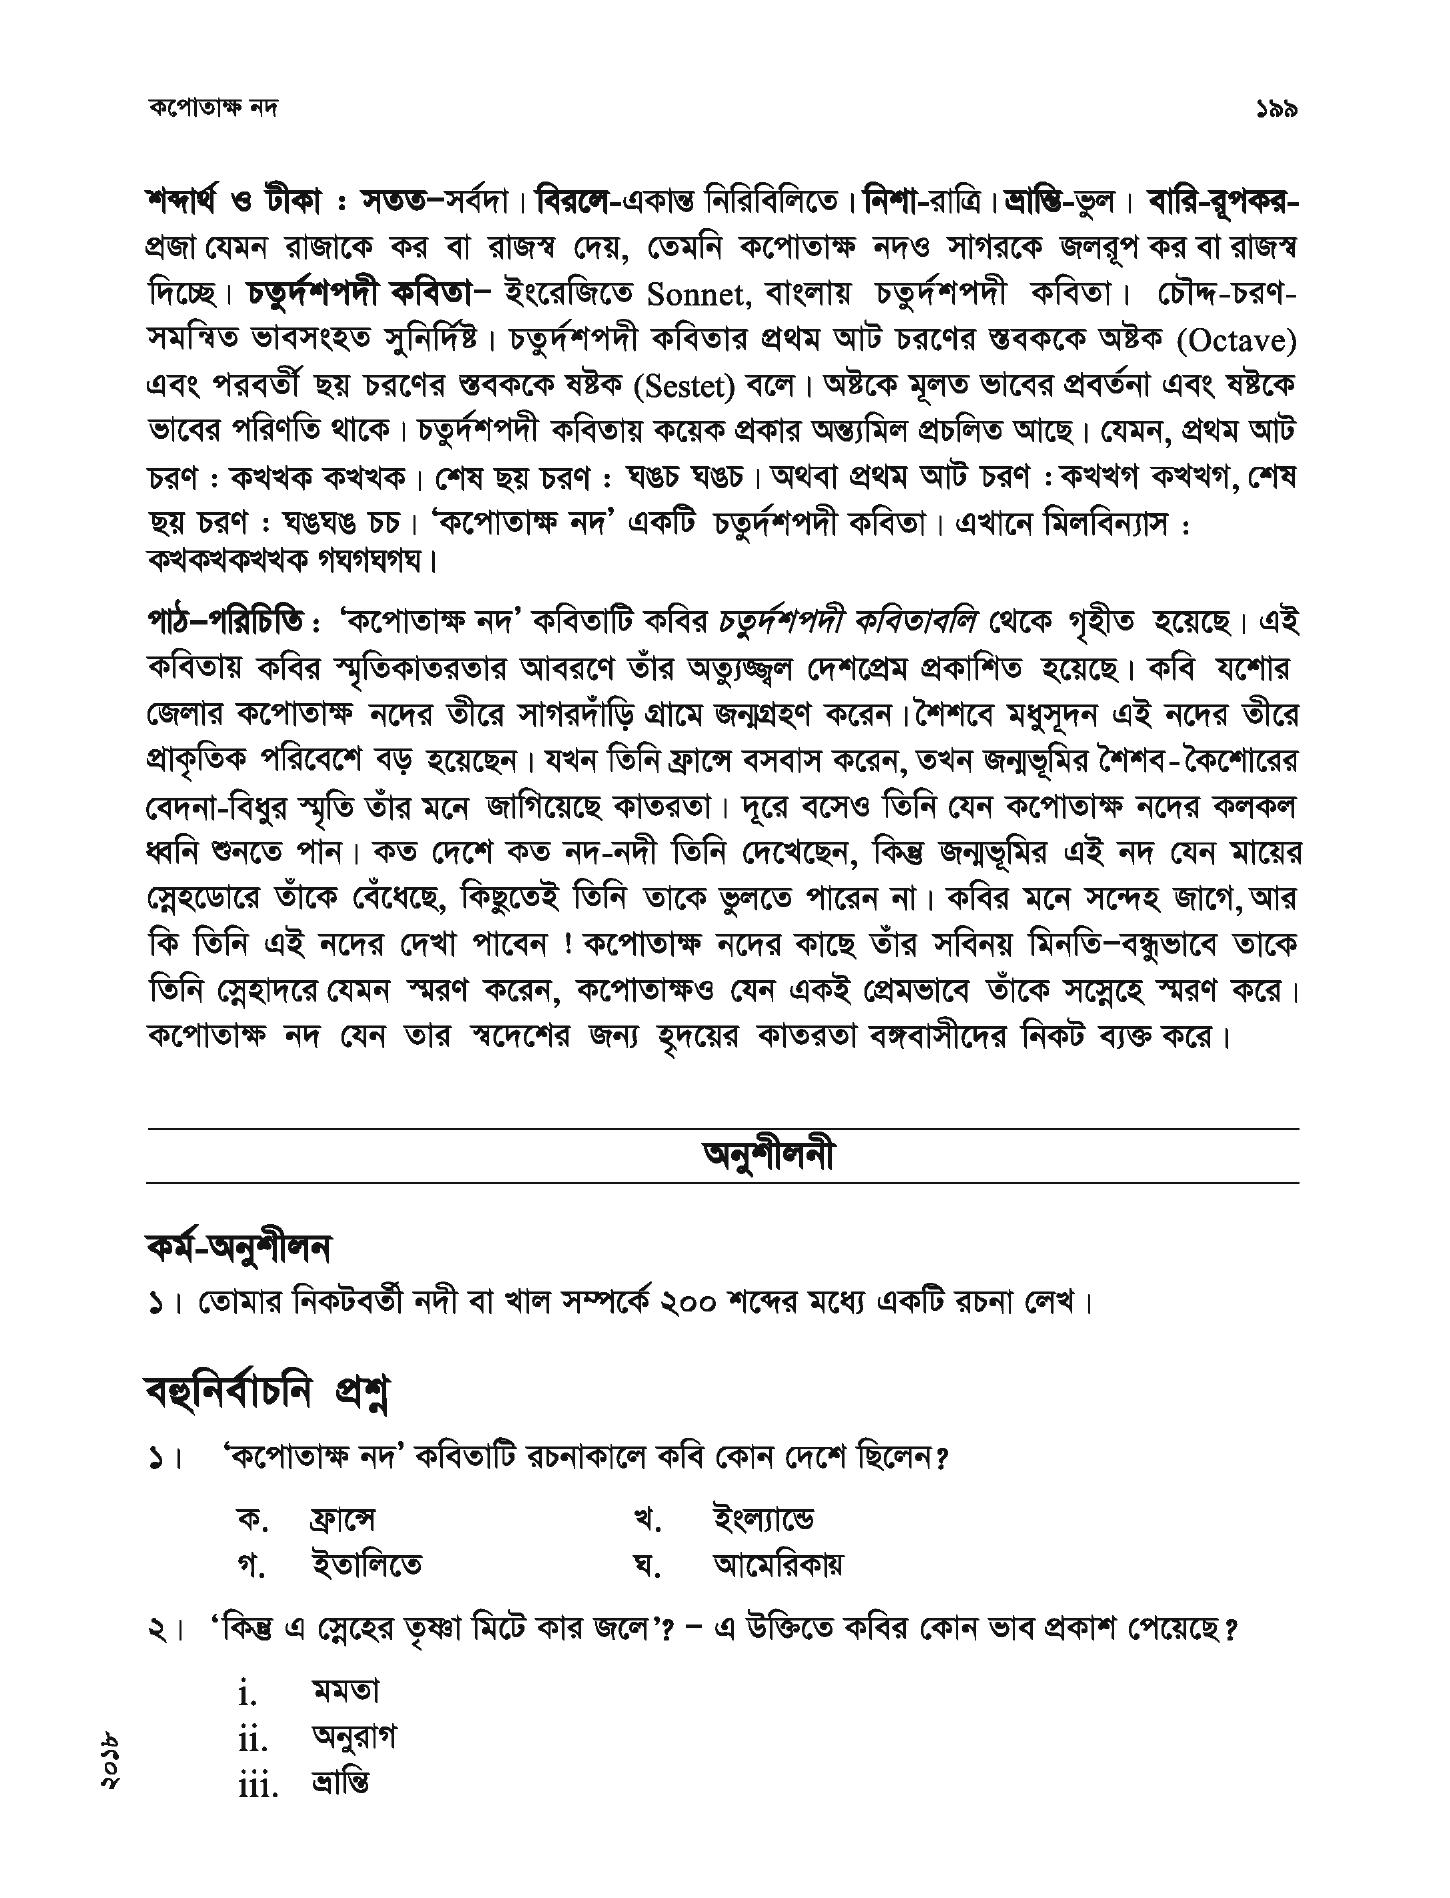 কপোতাক্ষ নদ ১৯৯
শব্দার্থ ও টীকা : সতত–সর্বদা। বিরলে-একান্ত নিরিবিলিতে। নিশা-রাত্রি। ভ্রান্তি-ভুল। বারি-রূপকর-
প্রজা যেমন রাজাকে কর বা রাজস্ব দেয়, তেমনি কপোতাক্ষ নদও সাগরকে জলরূপ কর বা রাজস্ব
দিচ্ছে। চতুর্দশপদী কবিতা– ইংরেজিতে Sonnet, বাংলায় চতুর্দশপদী কবিতা। চৌদ্দ-চরণ-
সমন্বিত ভাবসংহত সুনির্দিষ্ট। চতুর্দশপদী কবিতার প্রথম আট চরণের স্তবককে অষ্টক (Octave)
এবং পরবর্তী ছয় চরণের স্তবককে ষষ্টক (Sestet) বলে। অষ্টকে মূলত ভাবের প্রবর্তনা এবং ষষ্টকে
ভাবের পরিণতি থাকে। চতুর্দশপদী কবিতায় কয়েক প্রকার অন্ত্যমিল প্রচলিত আছে। যেমন, প্রথম আট
চরণ : কখখক কখখক। শেষ ছয় চরণ : ঘঙচ ঘঙচ। অথবা প্রথম আট চরণ : কখখগ কখখগ, শেষ
ছয় চরণ : ঘঙঘঙ চচ। ‘কপোতাক্ষ নদ’ একটি চতুর্দশপদী কবিতা। এখানে মিলবিন্যাস :
কখকখকখখক গঘগঘগঘ।
পাঠ–পরিচিতি : ‘কপোতাক্ষ নদ’ কবিতাটি কবির চতুর্দশপদী কবিতাবলি থেকে গৃহীত হয়েছে। এই
কবিতায় কবির স্মৃতিকাতরতার আবরণে তাঁর অত্যুজ্জ্বল দেশপ্রেম প্রকাশিত হয়েছে। কবি যশোর
জেলার কপোতাক্ষ নদের তীরে সাগরদাঁড়ি গ্রামে জন্মগ্রহণ করেন। শৈশবে মধুসূদন এই নদের তীরে
প্রাকৃতিক পরিবেশে বড় হয়েছেন। যখন তিনি ফ্রান্সে বসবাস করেন, তখন জন্মভূমির শৈশব-কৈশোরের
বেদনা-বিধুর স্মৃতি তাঁর মনে জাগিয়েছে কাতরতা। দূরে বসেও তিনি যেন কপোতাক্ষ নদের কলকল
ধ্বনি শুনতে পান। কত দেশে কত নদ-নদী তিনি দেখেছেন, কিন্তু জন্মভূমির এই নদ যেন মায়ের
স্নেহডোরে তাঁকে বেঁধেছে, কিছুতেই তিনি তাকে ভুলতে পারেন না। কবির মনে সন্দেহ জাগে, আর
কি তিনি এই নদের দেখা পাবেন ! কপোতাক্ষ নদের কাছে তাঁর সবিনয় মিনতি–বন্ধুভাবে তাকে
তিনি স্নেহাদরে যেমন স্মরণ করেন, কপোতাক্ষও যেন একই প্রেমভাবে তাঁকে সস্নেহে স্মরণ করে।
কপোতাক্ষ নদ যেন তার স্বদেশের জন্য হৃদয়ের কাতরতা বঙ্গবাসীদের নিকট ব্যক্ত করে।
অনুশীলনী
কর্ম-অনুশীলন
১। তোমার নিকটবর্তী নদী বা খাল সম্পর্কে ২০০ শব্দের মধ্যে একটি রচনা লেখ।
বহুনির্বাচনি প্রশ্ন
১। ‘কপোতাক্ষ নদ’ কবিতাটি রচনাকালে কবি কোন দেশে ছিলেন?
ক. ফ্রান্সে খ. ইংল্যান্ডে
গ. ইতালিতে ঘ. আমেরিকায়
২। ‘কিন্তু এ স্নেহের তৃষ্ণা মিটে কার জলে’? – এ উক্তিতে কবির কোন ভাব প্রকাশ পেয়েছে?
i. মমতা
ii. অনুরাগ
iii. ভ্রান্তি
২০১৮